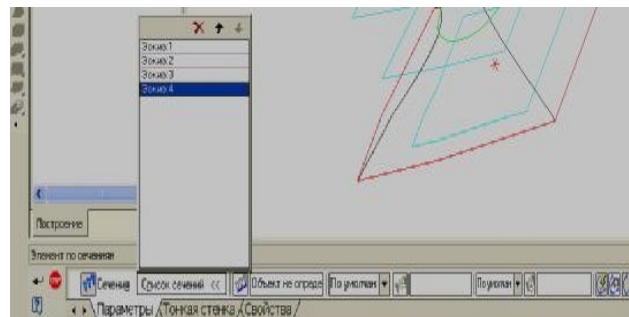 Эскиз:1
Эскиз:2
Эскиз:3
Эскиз:4
Построение
Элемент по сечениям
Сечения Список сечений << Объект не опреде По умолчан По умолчан
Параметры Тонкая стенка Свойства